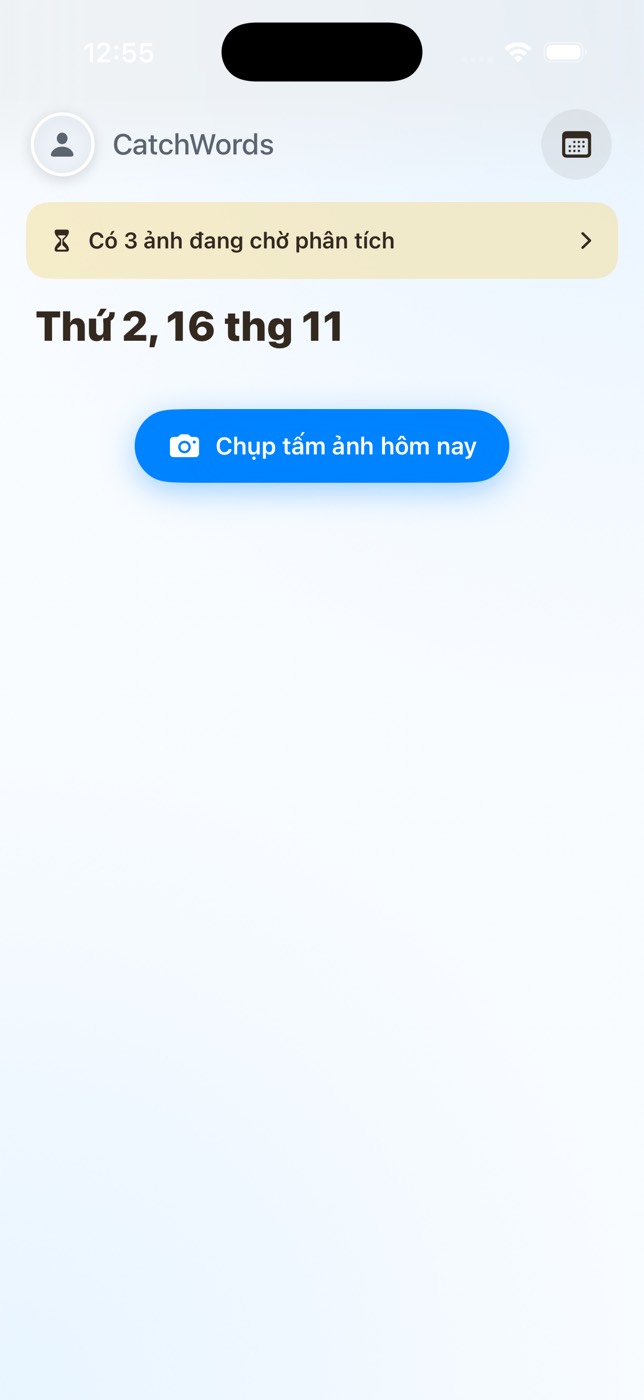 12:55
CatchWords
Có 3 ảnh đang chờ phân tích
Thứ 2, 16 thg 11
Chụp tấm ảnh hôm nay